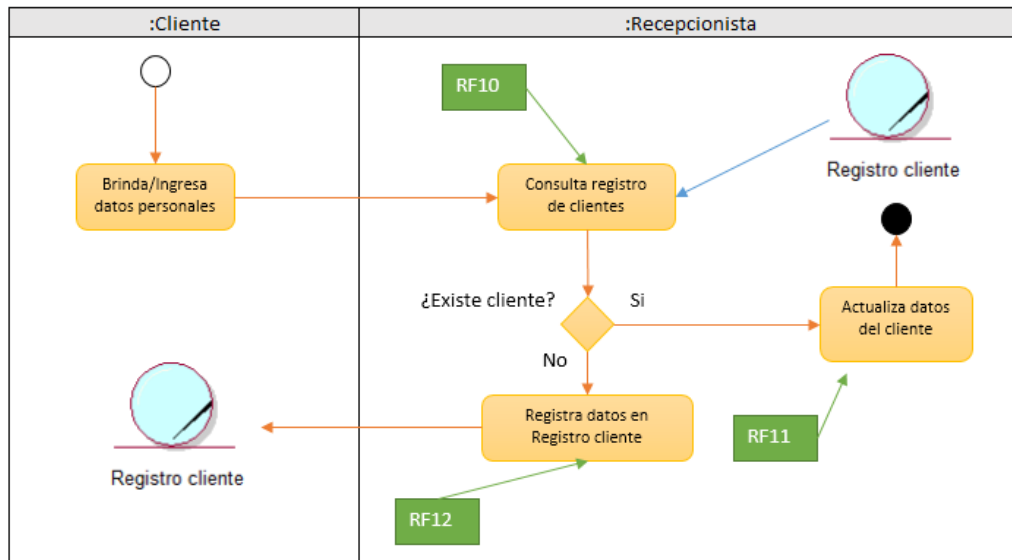 :Cliente
:Recepcionista
RF10
Registro cliente
Brinda/Ingresa
datos personales
Consulta registro
de clientes
¿Existe cliente?
Si
Actualiza datos
del cliente
No
Registra datos en
Registro cliente
RF11
Registro cliente
RF12